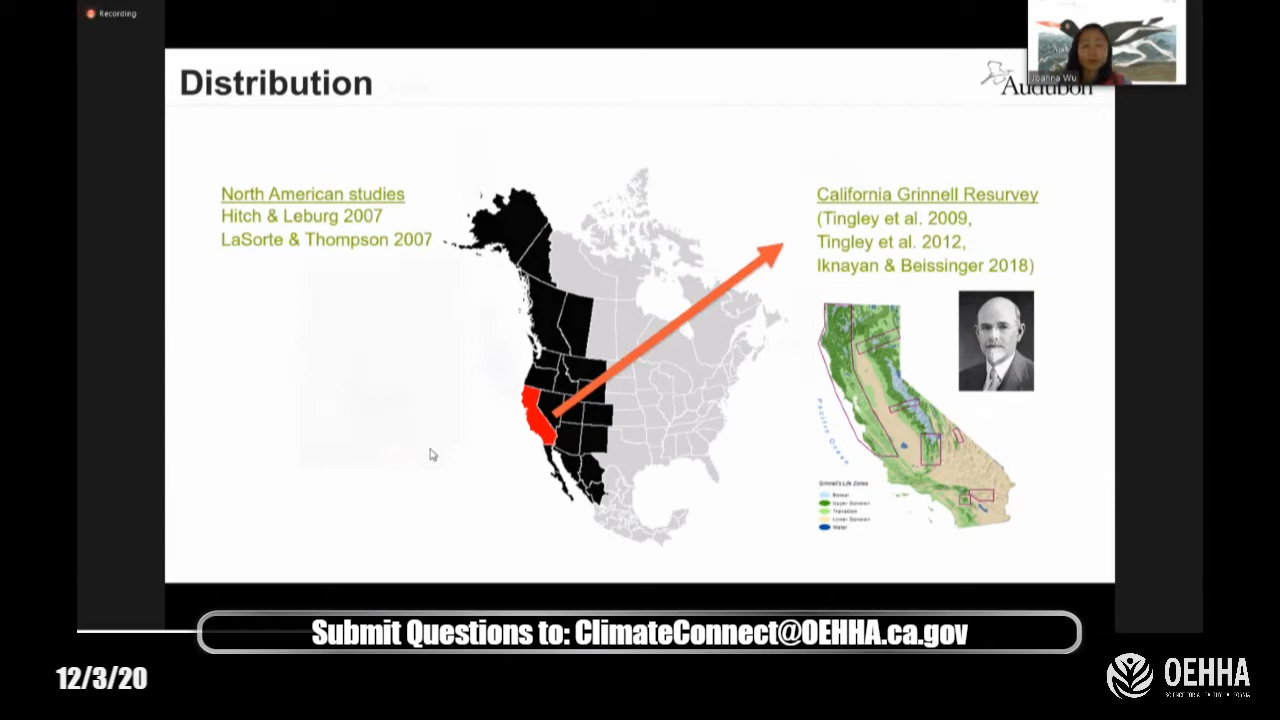 Recording
Joanna Wu
Distribution
Audubon
North American studies
Hitch & Leburg 2007
LaSorte & Thompson 2007
California Grinnell Resurvey
(Tingley et al. 2009,
Tingley et al. 2012,
Iknayan & Beissinger 2018)
Pacific Ocean
Grinnell's Life Zones
Boreal
Upper Sonoran
Transition
Lower Sonoran
Water
Submit Questions to: ClimateConnect@OEHHA.ca.gov
12/3/20
OEHHA